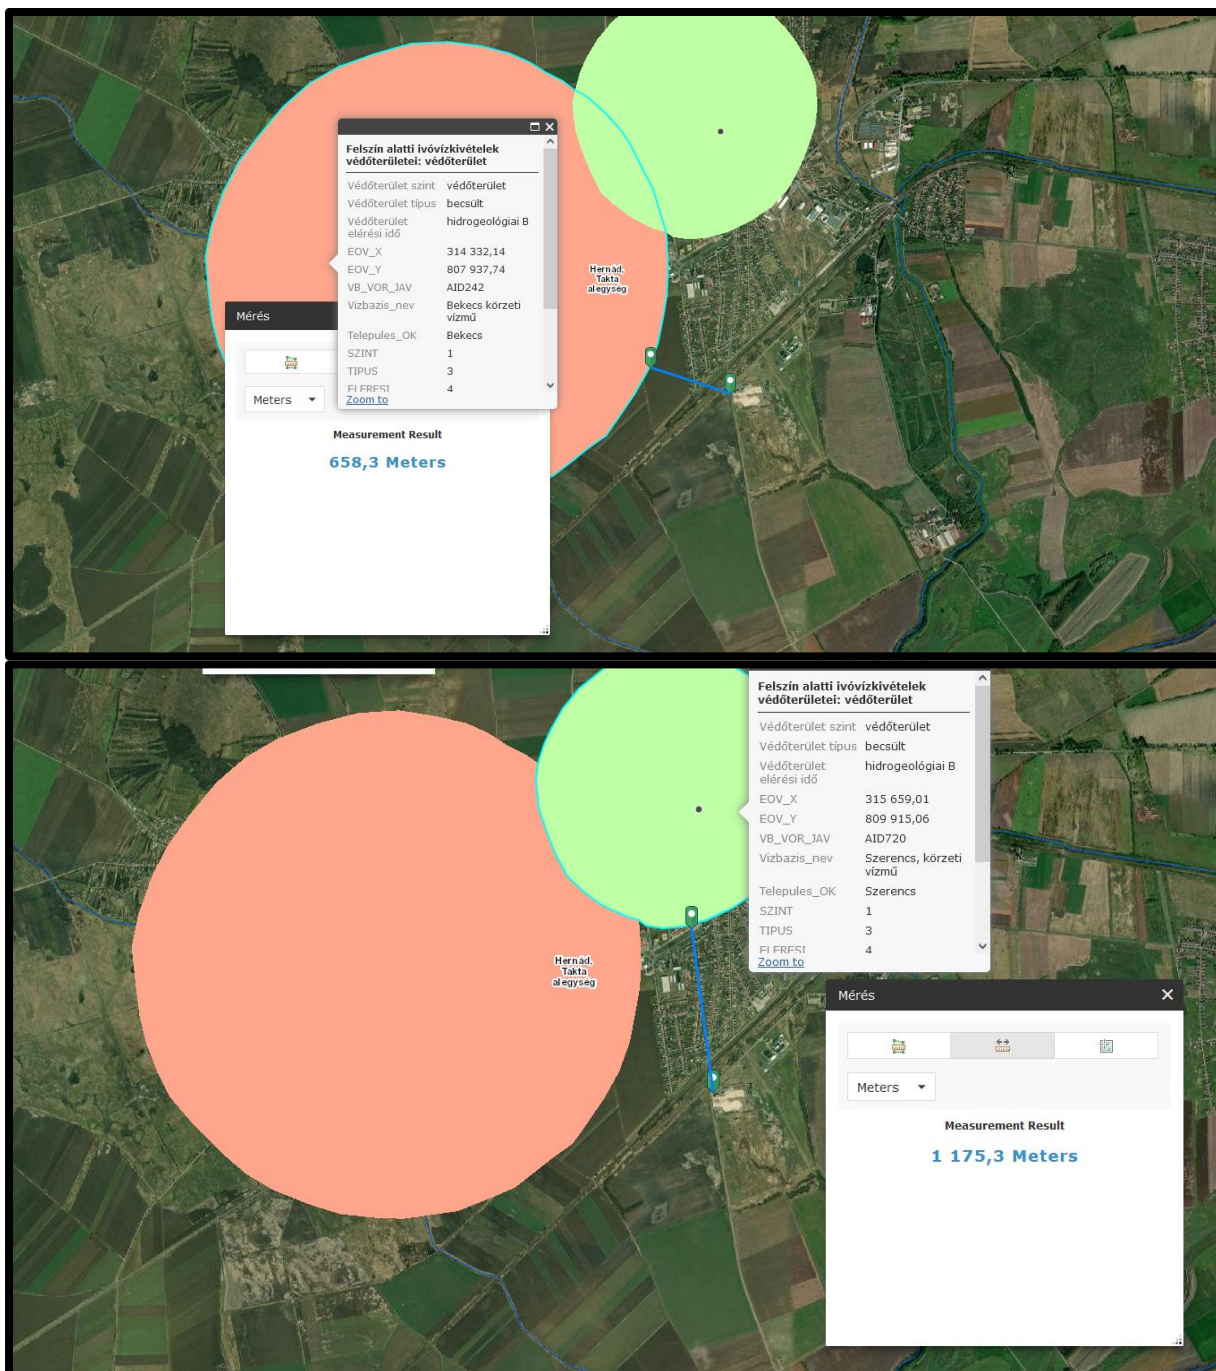 Felszín alatti ivóvízkivételek
védőterületei: védőterület
Védőterület szint védőterület
Védőterület típus becsült
Védőterület hidrogeológiai B
elérési idő
EOV_X 314 332,14
EOV_Y 807 937,74
VB_VOR_JAV AID242
Vizbazis_nev Bekecs körzeti
vízmű
Telepules_OK Bekecs
SZINT 1
TIPUS 3
ELERESI 4
Zoom to
Hernád,
Takta
alegység
Mérés
Meters
Measurement Result
658,3 Meters
Felszín alatti ivóvízkivételek
védőterületei: védőterület
Védőterület szint védőterület
Védőterület típus becsült
Védőterület hidrogeológiai B
elérési idő
EOV_X 315 659,01
EOV_Y 809 915,06
VB_VOR_JAV AID720
Vizbazis_nev Szerencs, körzeti
vízmű
Telepules_OK Szerencs
SZINT 1
TIPUS 3
ELERESI 4
Zoom to
Hernád,
Takta
alegység
Mérés
Meters
Measurement Result
1 175,3 Meters